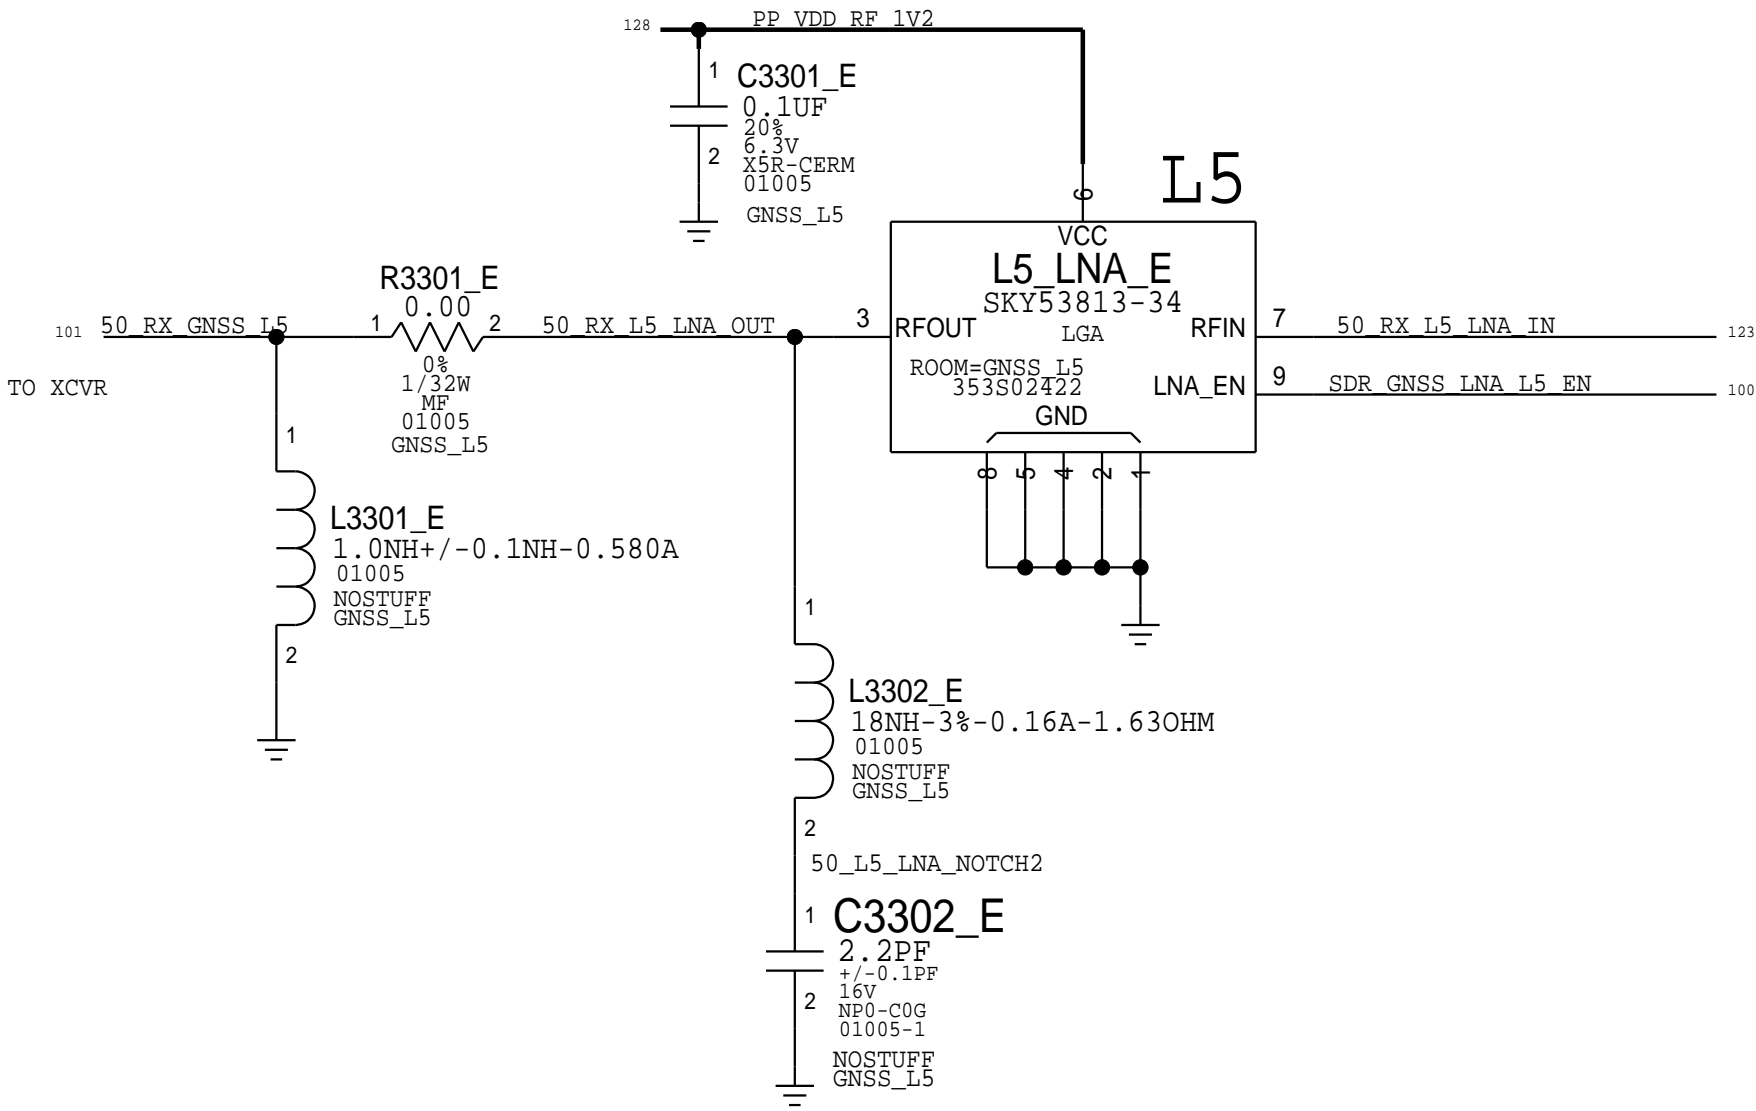 128 PP_VDD_RF_1V2
1 C3301_E
0.1UF
20%
6.3V
2 X5R-CERM
01005
GNSS_L5
L5
6
VCC
L5_LNA_E
SKY53813-34
LGA
ROOM=GNSS_L5
353S02422
GND
3 RFOUT
RFIN 7 50_RX_L5_LNA_IN 123
LNA_EN 9 SDR_GNSS_LNA_L5_EN 100
8 5 4 2 1
R3301_E
0.00
101 50_RX_GNSS_L5 1 2 50_RX_L5_LNA_OUT
TO XCVR
0%
1/32W
MF
01005
GNSS_L5
1
L3301_E
1.0NH+/-0.1NH-0.580A
01005
NOSTUFF
GNSS_L5
2
1
L3302_E
18NH-3%-0.16A-1.63OHM
01005
NOSTUFF
GNSS_L5
2
50_L5_LNA_NOTCH2
1 C3302_E
2.2PF
+/-0.1PF
16V
2 NP0-C0G
01005-1
NOSTUFF
GNSS_L5